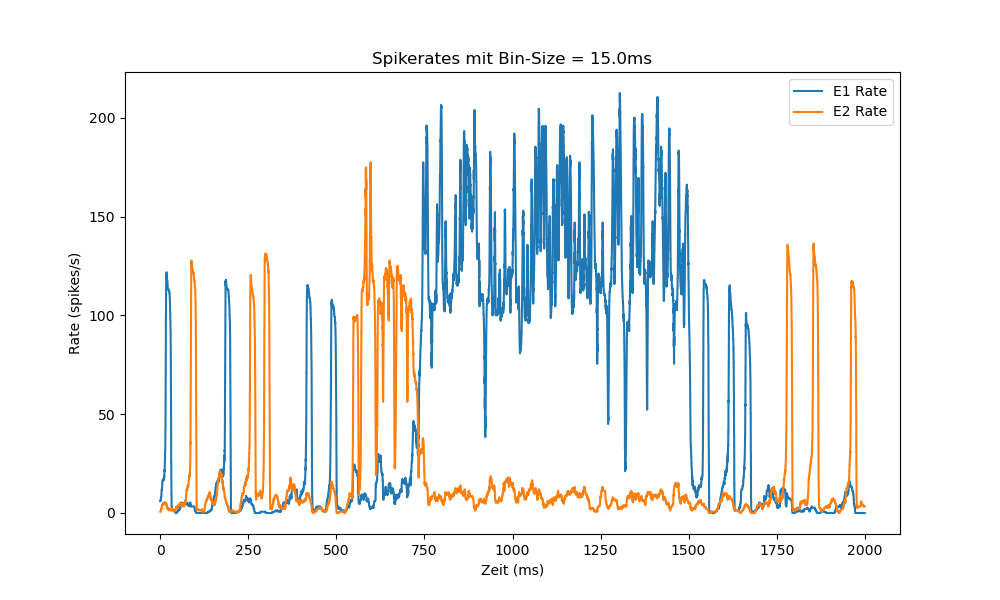 Spikerates mit Bin-Size = 15.0ms
E1 Rate
E2 Rate
Rate (spikes/s)
200
150
100
50
0
0 250 500 750 1000 1250 1500 1750 2000
Zeit (ms)